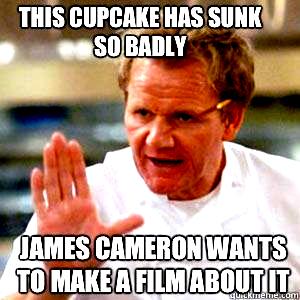 THIS CUPCAKE HAS SUNK
SO BADLY
JAMES CAMERON WANTS
TO MAKE A FILM ABOUT IT
quickmeme.com